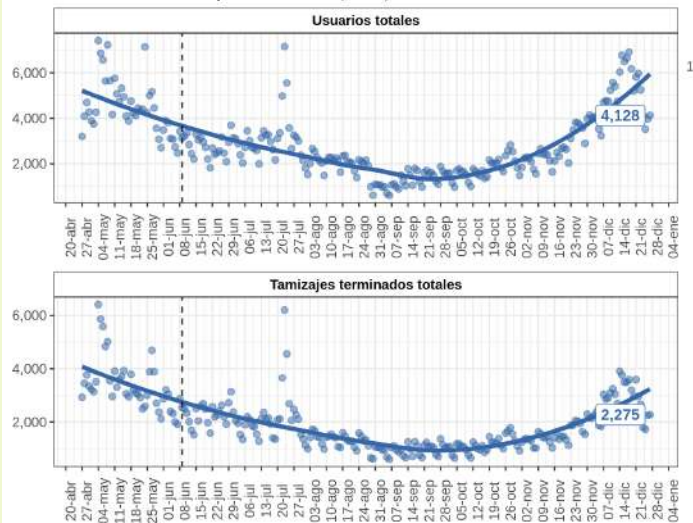 Usuarios totales
6,000
4,000
2,000
4,128
20-abr 27-abr 04-may 11-may 18-may 25-may 01-jun 08-jun 15-jun 22-jun 29-jun 06-jul 13-jul 20-jul 27-jul 03-ago 10-ago 17-ago 24-ago 31-ago 07-sep 14-sep 21-sep 28-sep 05-oct 12-oct 19-oct 26-oct 02-nov 09-nov 16-nov 23-nov 30-nov 07-dic 14-dic 21-dic 28-dic 04-ene
Tamizajes terminados totales
6,000
4,000
2,000
2,275
20-abr 27-abr 04-may 11-may 18-may 25-may 01-jun 08-jun 15-jun 22-jun 29-jun 06-jul 13-jul 20-jul 27-jul 03-ago 10-ago 17-ago 24-ago 31-ago 07-sep 14-sep 21-sep 28-sep 05-oct 12-oct 19-oct 26-oct 02-nov 09-nov 16-nov 23-nov 30-nov 07-dic 14-dic 21-dic 28-dic 04-ene